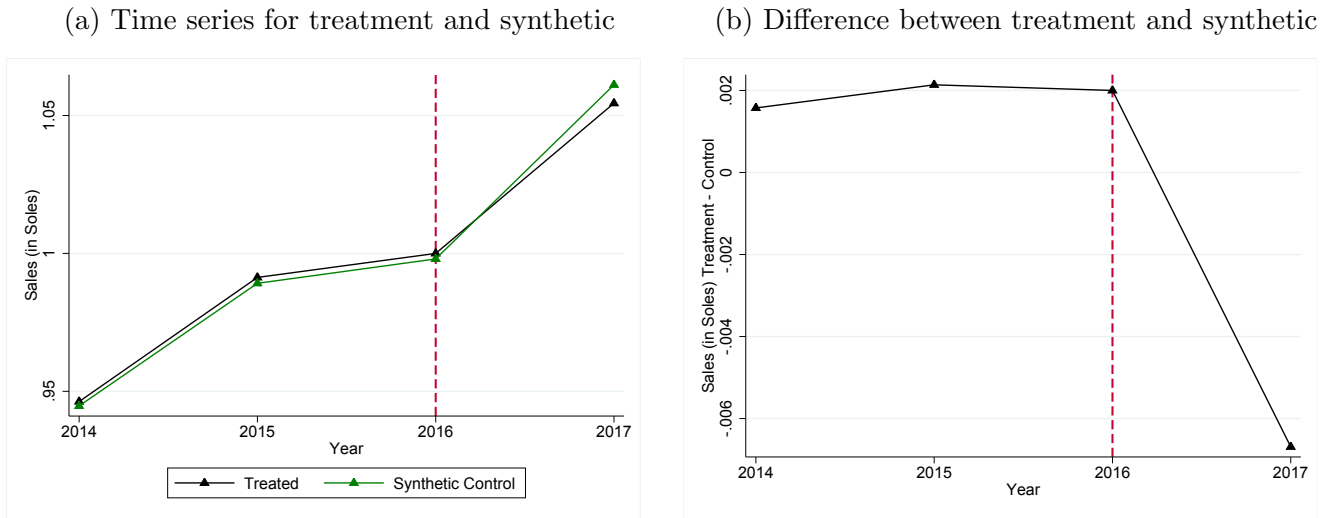 (a) Time series for treatment and synthetic
Sales (in Soles)
1.05
1
.95
2014 2015 2016 2017
Year
Treated Synthetic Control
(b) Difference between treatment and synthetic
Sales (in Soles) Treatment - Control
.002
0
-.002
-.004
-.006
2014 2015 2016 2017
Year